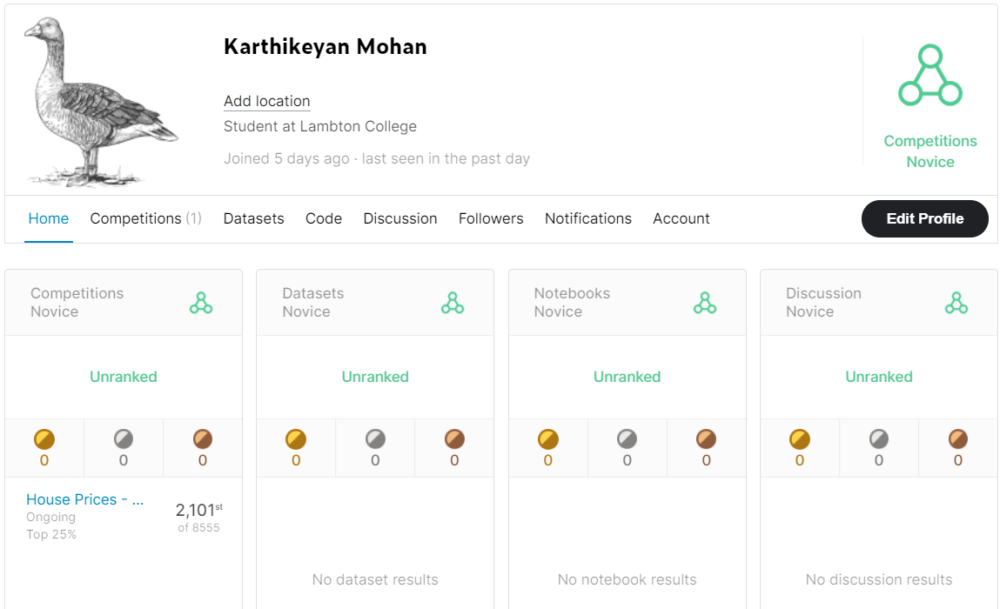 Karthikeyan Mohan
Add location
Student at Lambton College
Joined 5 days ago · last seen in the past day
Competitions
Novice
Home Competitions (1) Datasets Code Discussion Followers Notifications Account Edit Profile
Competitions
Novice
Unranked
0 0 0
House Prices - ...
Ongoing
Top 25%
2,101st
of 8555
Datasets
Novice
Unranked
0 0 0
No dataset results
Notebooks
Novice
Unranked
0 0 0
No notebook results
Discussion
Novice
Unranked
0 0 0
No discussion results